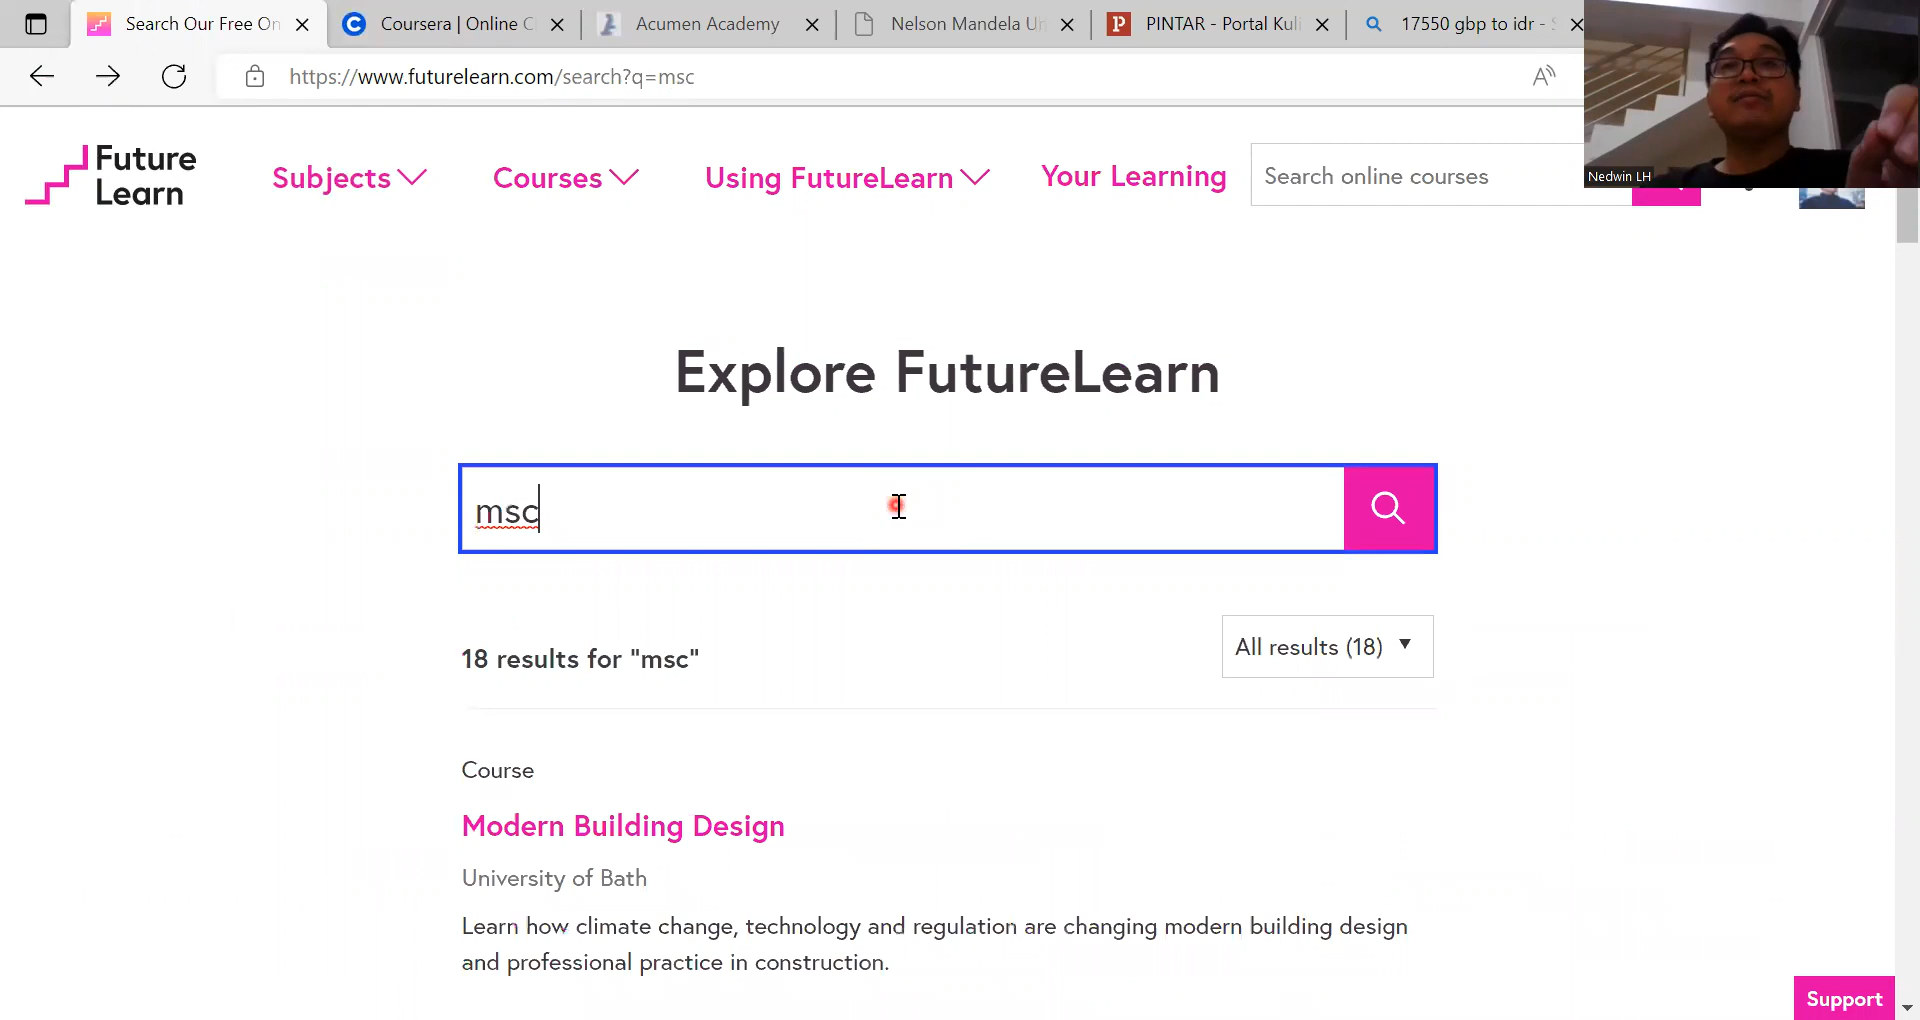 Search Our Free On
Coursera | Online C
Acumen Academy
Nelson Mandela Un
PINTAR - Portal Kuli
17550 gbp to idr - S
https://www.futurelearn.com/search?q=msc
Nedwin LH
Future
Learn
Subjects
Courses
Using FutureLearn
Your Learning
Search online courses
Explore FutureLearn
msc
18 results for "msc"
All results (18)
Course
Modern Building Design
University of Bath
Learn how climate change, technology and regulation are changing modern building design
and professional practice in construction.
Support